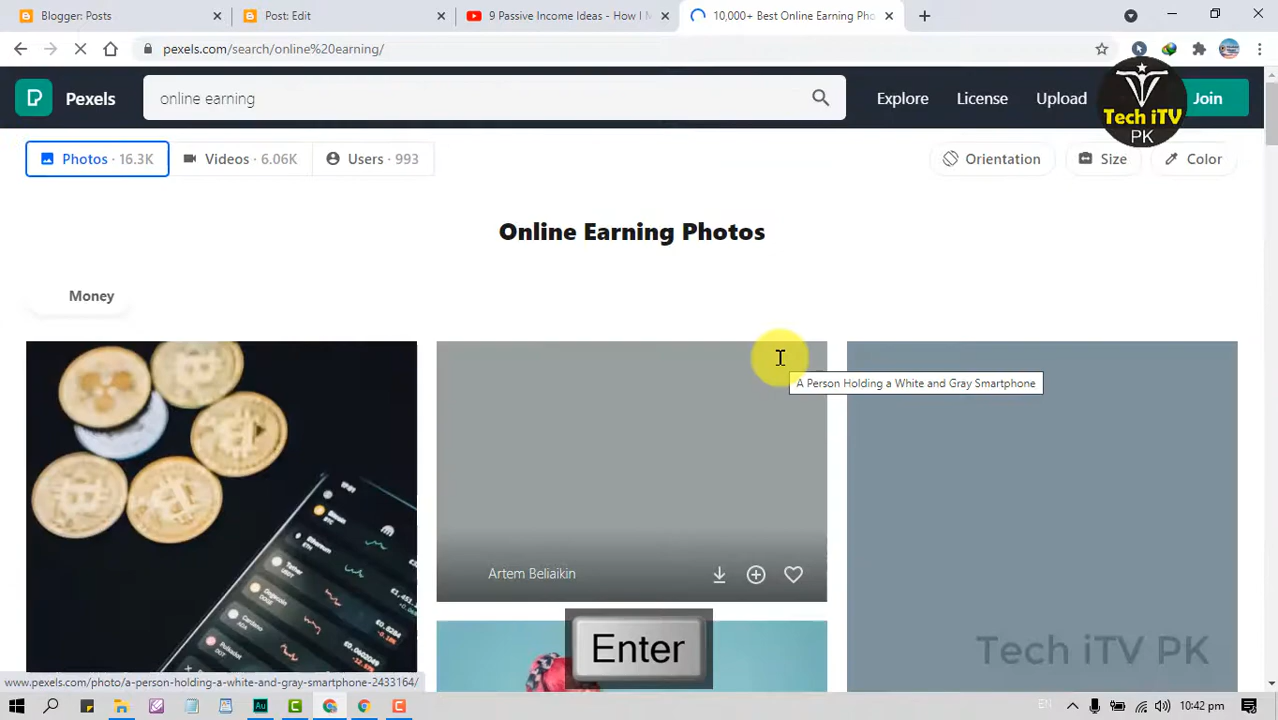 Blogger: Posts
Post: Edit
9 Passive Income Ideas - How I M
10,000+ Best Online Earning Pho
pexels.com/search/online%20earning/
Pexels
online earning
Explore
License
Upload
Join
Tech iTV
PK
Photos · 16.3K
Videos · 6.06K
Users · 993
Orientation
Size
Color
Online Earning Photos
Money
A Person Holding a White and Gray Smartphone
Artem Beliaikin
Enter
Tech iTV PK
www.pexels.com/photo/a-person-holding-a-white-and-gray-smartphone-2433164/
EN
10:42 pm